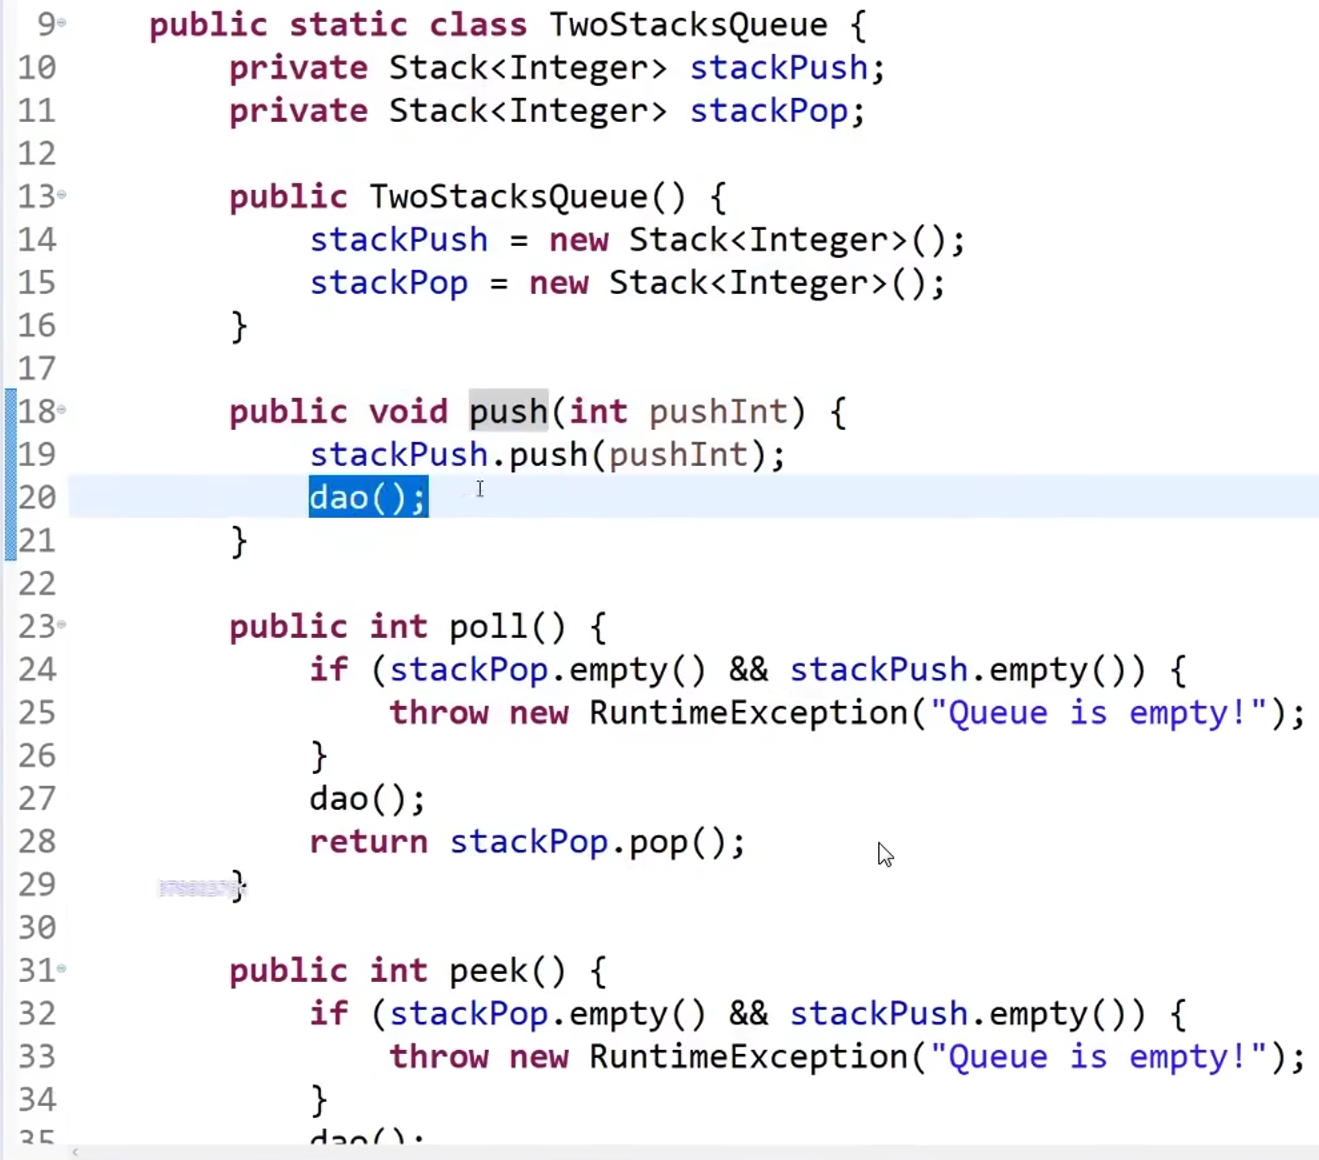 9 public static class TwoStacksQueue {
10 private Stack<Integer> stackPush;
11 private Stack<Integer> stackPop;
12
13 public TwoStacksQueue() {
14 stackPush = new Stack<Integer>();
15 stackPop = new Stack<Integer>();
16 }
17
18 public void push(int pushInt) {
19 stackPush.push(pushInt);
20 dao();
21 }
22
23 public int poll() {
24 if (stackPop.empty() && stackPush.empty()) {
25 throw new RuntimeException("Queue is empty!");
26 }
27 dao();
28 return stackPop.pop();
29 }
30
31 public int peek() {
32 if (stackPop.empty() && stackPush.empty()) {
33 throw new RuntimeException("Queue is empty!");
34 }
35 dao();